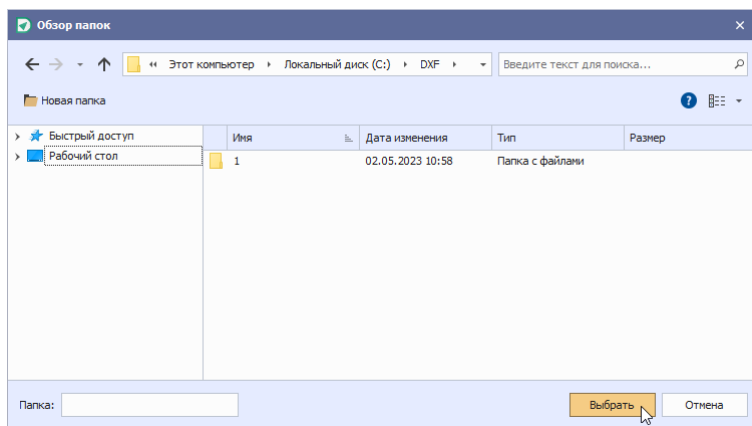 Обзор папок
Этот компьютер Локальный диск (C:) DXF Введите текст для поиска...
Новая папка
Быстрый доступ Имя Дата изменения Тип Размер
Рабочий стол 1 02.05.2023 10:58 Папка с файлами
Папка: Выбрать Отмена